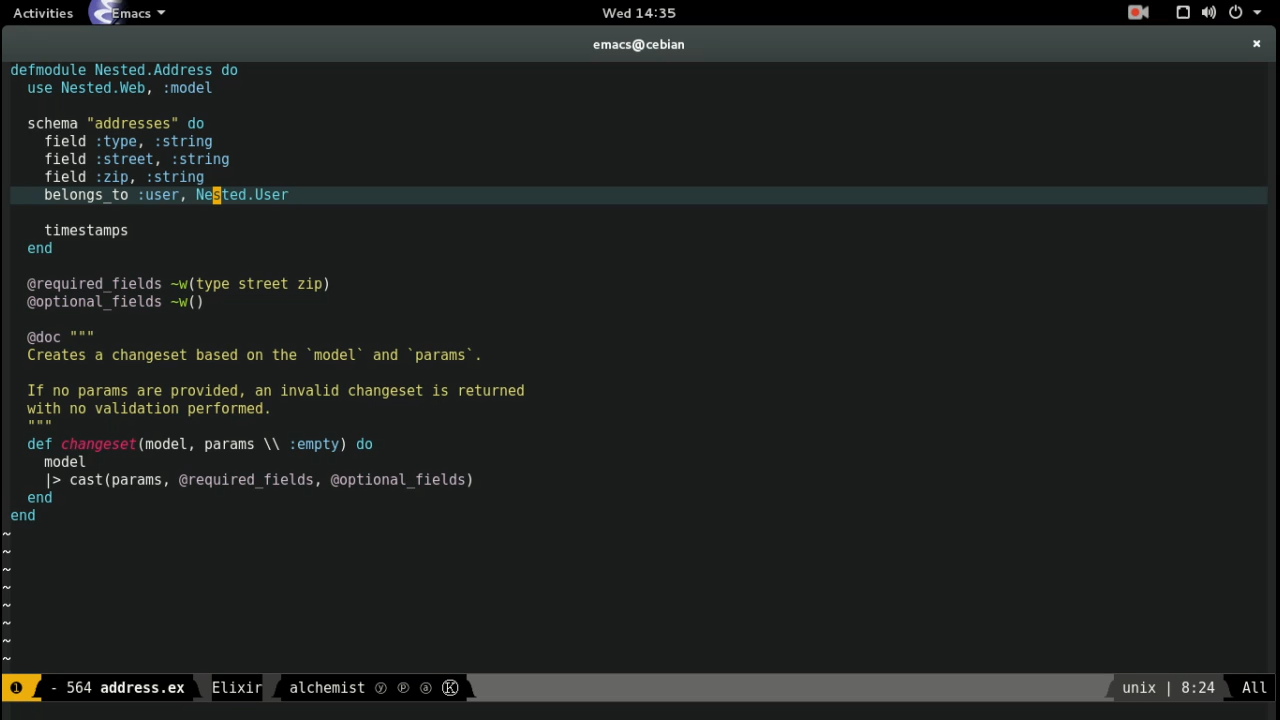 Activities Emacs Wed 14:35
emacs@cebian ×
defmodule Nested.Address do
  use Nested.Web, :model
  schema "addresses" do
    field :type, :string
    field :street, :string
    field :zip, :string
    belongs_to :user, Nested.User
    timestamps
  end
  @required_fields ~w(type street zip)
  @optional_fields ~w()
  @doc """
  Creates a changeset based on the `model` and `params`.
  If no params are provided, an invalid changeset is returned
  with no validation performed.
  """
  def changeset(model, params \\ :empty) do
    model
    |> cast(params, @required_fields, @optional_fields)
  end
end
~
~
~
~
~
~
~
~
❶ - 564 address.ex Elixir alchemist ⓨ ⓟ ⓐ Ⓚ unix | 8:24 All